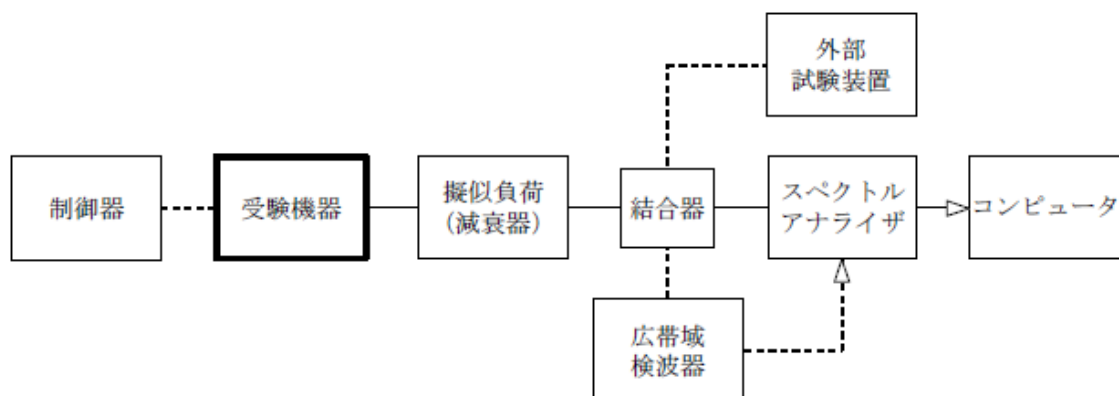 外部
試験装置
制御器
受験機器
擬似負荷
(減衰器)
結合器
スペクトル
アナライザ
コンピュータ
広帯域
検波器